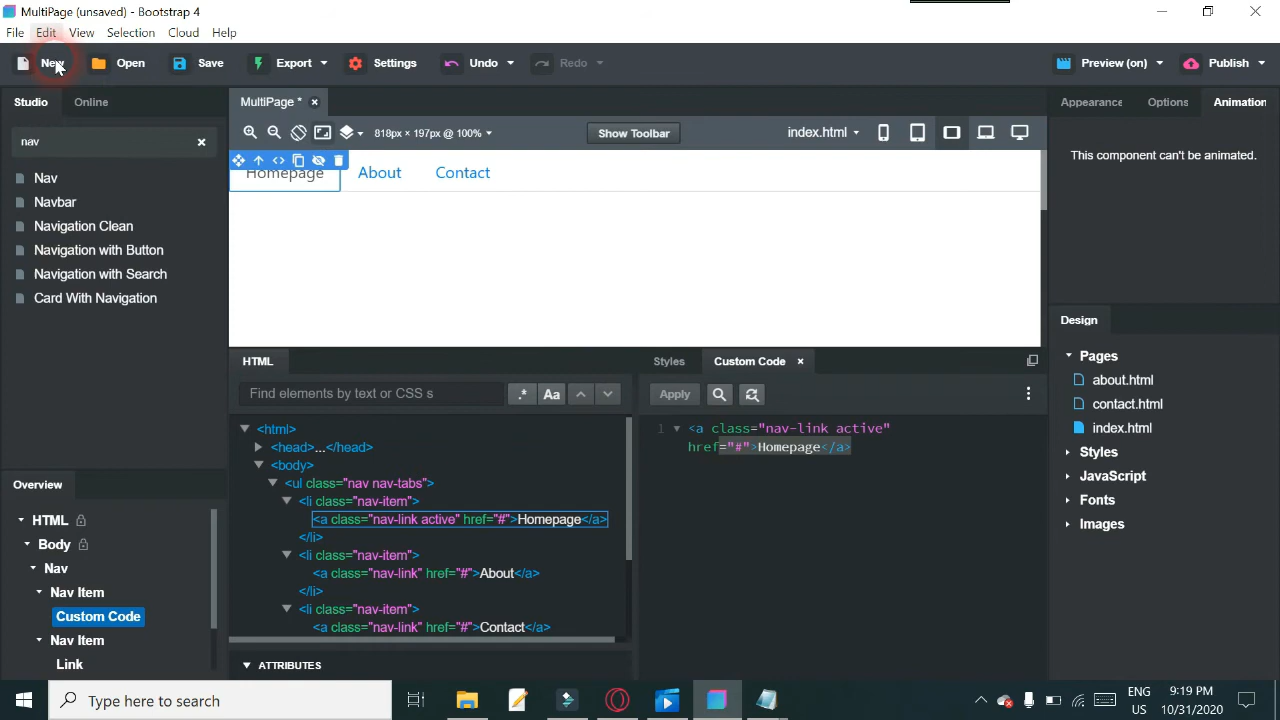 MultiPage (unsaved) - Bootstrap 4
File Edit View Selection Cloud Help
New Open Save Export Settings Undo Redo Preview (on) Publish
Studio Online
MultiPage *
Appearance Options Animation
nav
818px × 197px @ 100%
Show Toolbar
index.html
Nav
Navbar
Navigation Clean
Navigation with Button
Navigation with Search
Card With Navigation
Homepage About Contact
This component can't be animated.
HTML
Find elements by text or CSS s
.* Aa
<html>
<head>...</head>
<body>
<ul class="nav nav-tabs">
<li class="nav-item">
<a class="nav-link active" href="#">Homepage</a>
</li>
<li class="nav-item">
<a class="nav-link" href="#">About</a>
</li>
<li class="nav-item">
<a class="nav-link" href="#">Contact</a>
ATTRIBUTES
Styles Custom Code
Apply
1 <a class="nav-link active"
href="#">Homepage</a>
Design
Pages
about.html
contact.html
index.html
Styles
JavaScript
Fonts
Images
Overview
HTML
Body
Nav
Nav Item
Custom Code
Nav Item
Link
Type here to search
ENG
US
9:19 PM
10/31/2020